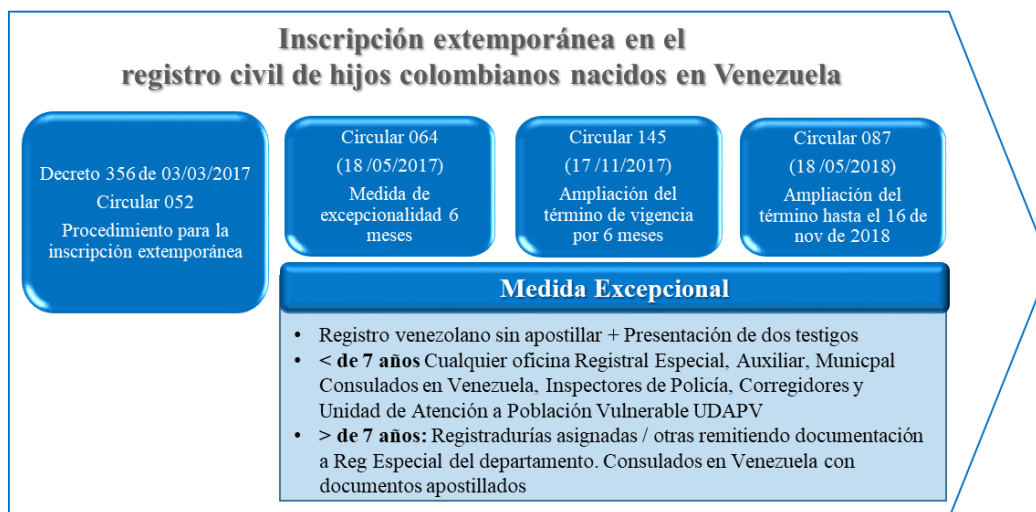 Inscripción extemporánea en el
registro civil de hijos colombianos nacidos en Venezuela
Decreto 356 de 03/03/2017
Circular 052
Procedimiento para la
inscripción extemporánea
Circular 064
(18 /05/2017)
Medida de
excepcionalidad 6
meses
Circular 145
(17 /11/2017)
Ampliación del
término de vigencia
por 6 meses
Circular 087
(18 /05/2018)
Ampliación del
término hasta el 16 de
nov de 2018
Medida Excepcional
• Registro venezolano sin apostillar + Presentación de dos testigos
• < de 7 años Cualquier oficina Registral Especial, Auxiliar, Municpal
Consulados en Venezuela, Inspectores de Policía, Corregidores y
Unidad de Atención a Población Vulnerable UDAPV
• > de 7 años: Registradurías asignadas / otras remitiendo documentación
a Reg Especial del departamento. Consulados en Venezuela con
documentos apostillados